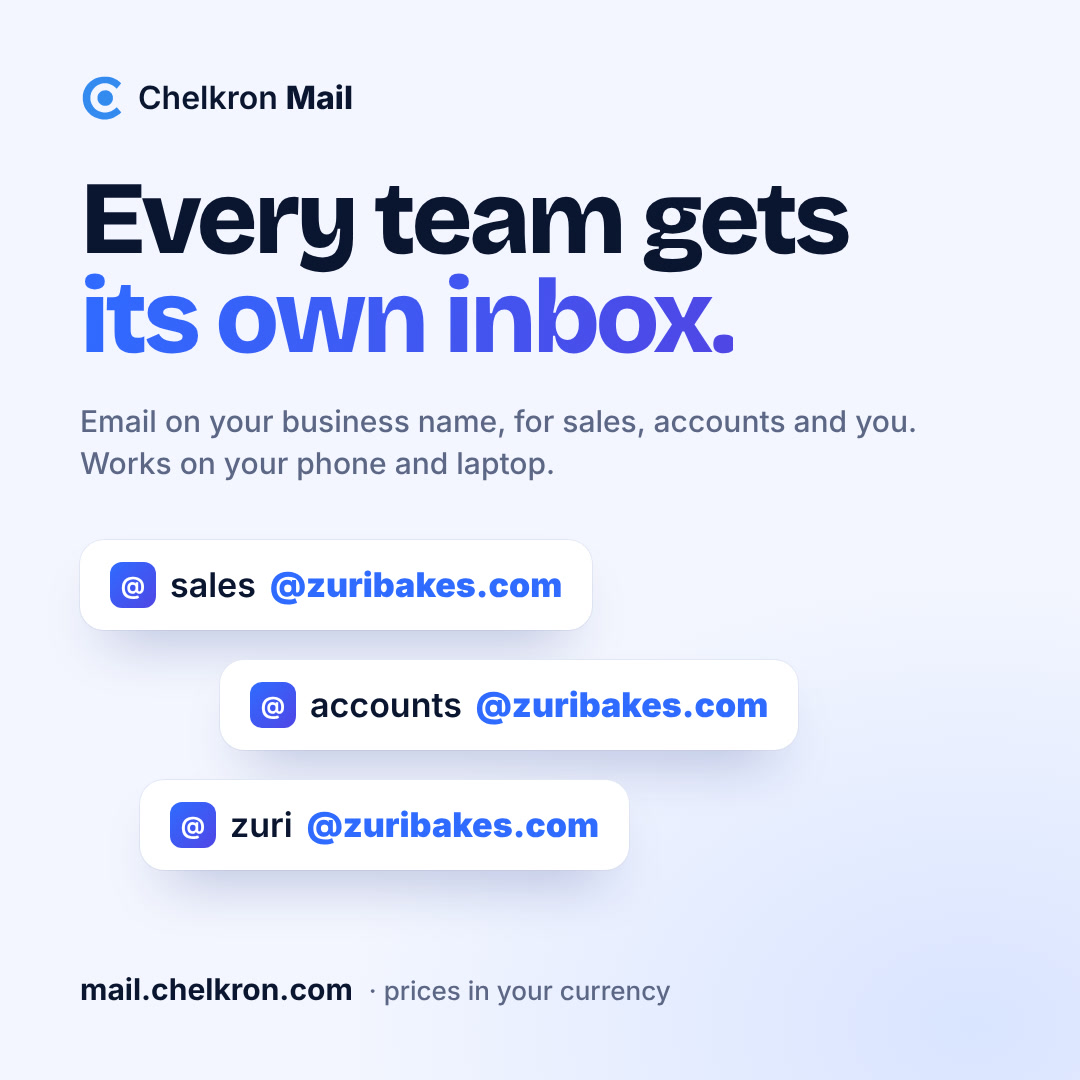 Chelkron Mail
Every team gets
its own inbox.
Email on your business name, for sales, accounts and you.
Works on your phone and laptop.
@ sales @zuribakes.com
@ accounts @zuribakes.com
@ zuri @zuribakes.com
mail.chelkron.com · prices in your currency